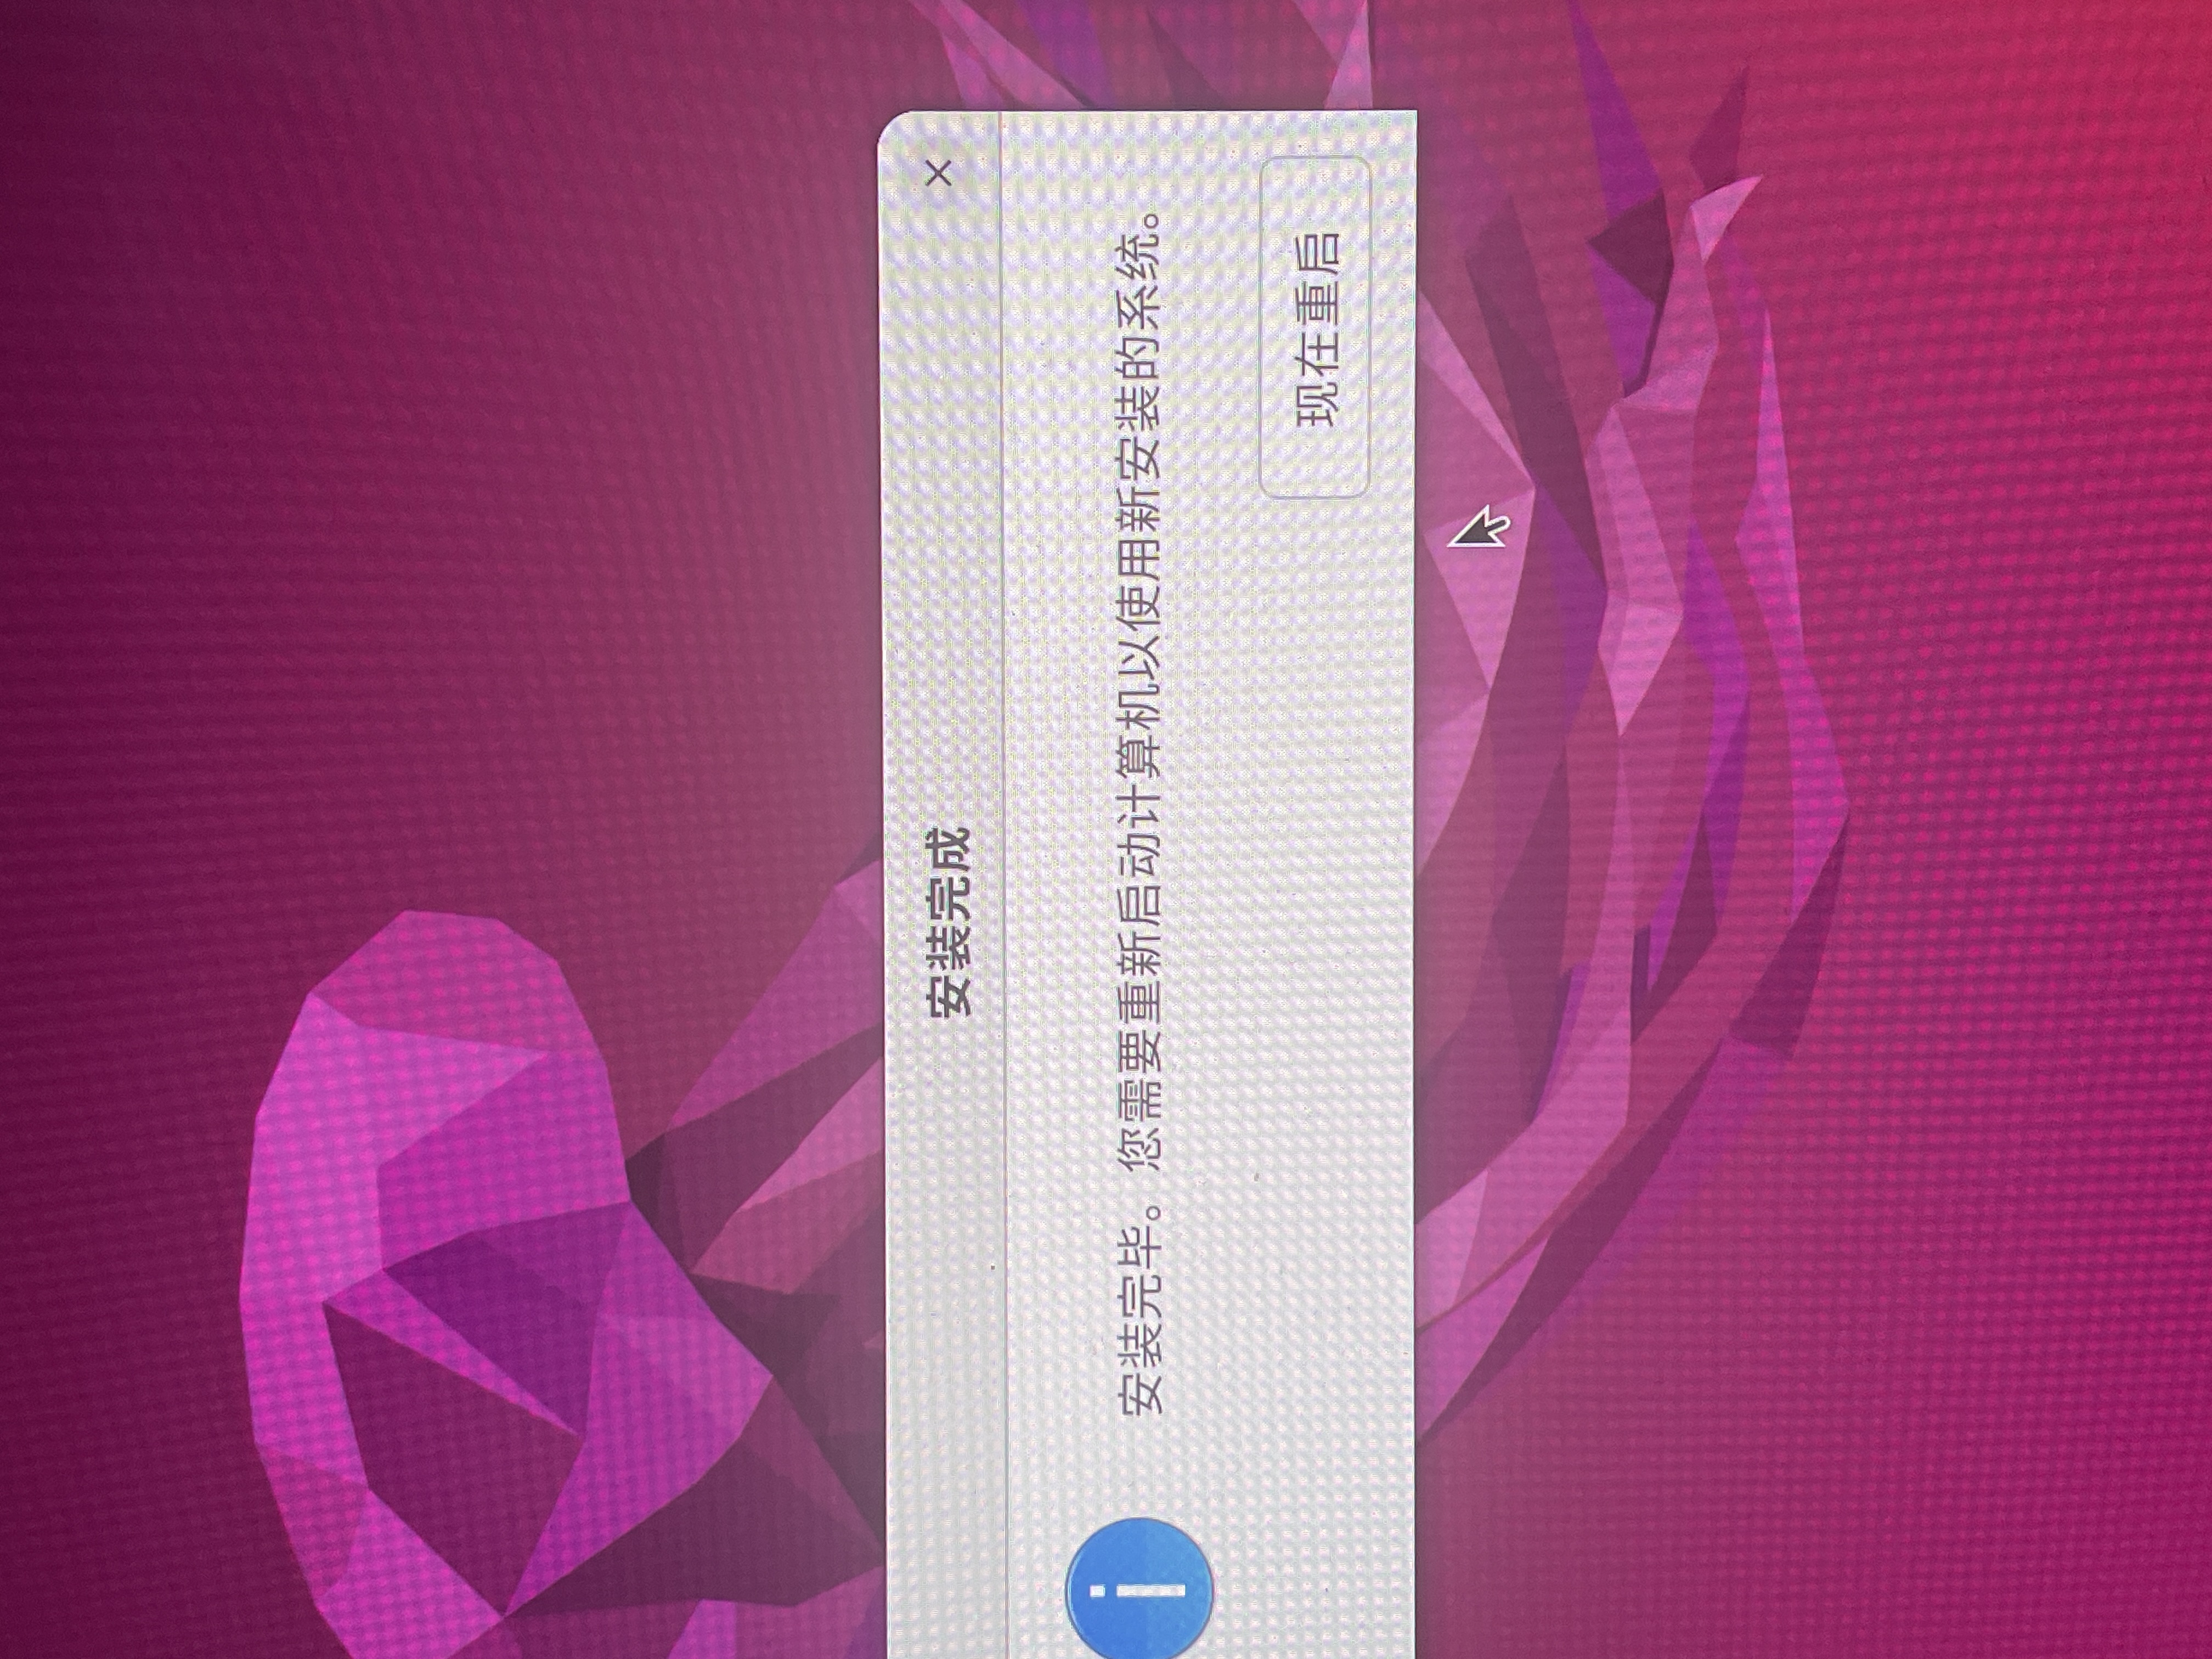 安装完成
安装完毕。您需要重新启动计算机以使用新安装的系统。
现在重启